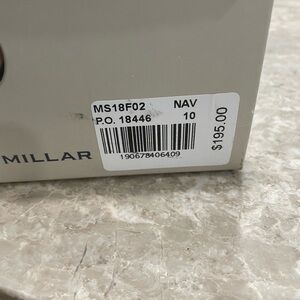 MS18F02 NAV
P.O. 18446 10
190678406409
$195.00
MILLAR